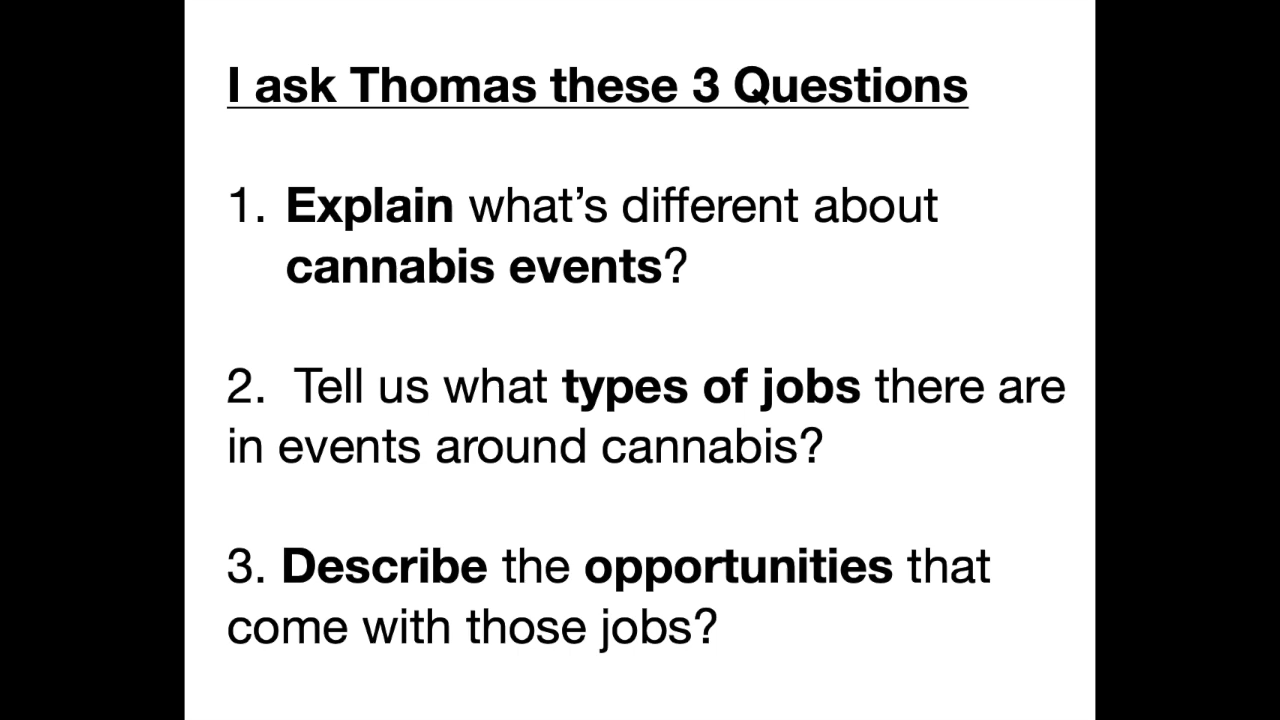 I ask Thomas these 3 Questions
1. Explain what’s different about
cannabis events?
2. Tell us what types of jobs there are
in events around cannabis?
3. Describe the opportunities that
come with those jobs?